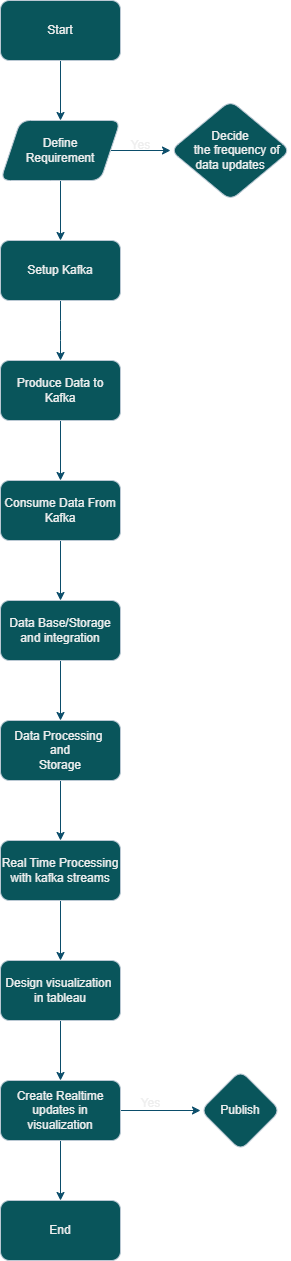 Start
Define
Requirement
Yes
Decide
the frequency of
data updates
Setup Kafka
Produce Data to
Kafka
Consume Data From
Kafka
Data Base/Storage
and integration
Data Processing
and
Storage
Real Time Processing
with kafka streams
Design visualization
in tableau
Create Realtime
updates in
visualization
Yes
Publish
End